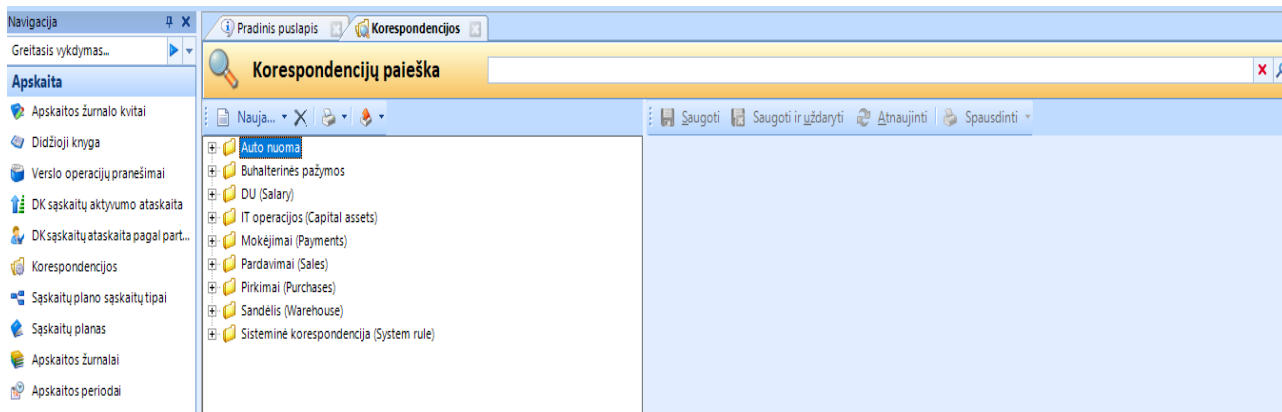 Navigacija
Greitasis vykdymas...
Apskaita
Apskaitos žurnalo kvitai
Didžioji knyga
Verslo operacijų pranešimai
DK sąskaitų aktyvumo ataskaita
DK sąskaitų ataskaita pagal part...
Korespondencijos
Sąskaitų plano sąskaitų tipai
Sąskaitų planas
Apskaitos žurnalai
Apskaitos periodai
Pradinis puslapis
Korespondencijos
Korespondencijų paieška
Nauja...
Saugoti
Saugoti ir uždaryti
Atnaujinti
Spausdinti
Auto nuoma
Buhalterinės pažymos
DU (Salary)
IT operacijos (Capital assets)
Mokėjimai (Payments)
Pardavimai (Sales)
Pirkimai (Purchases)
Sandėlis (Warehouse)
Sisteminė korespondencija (System rule)